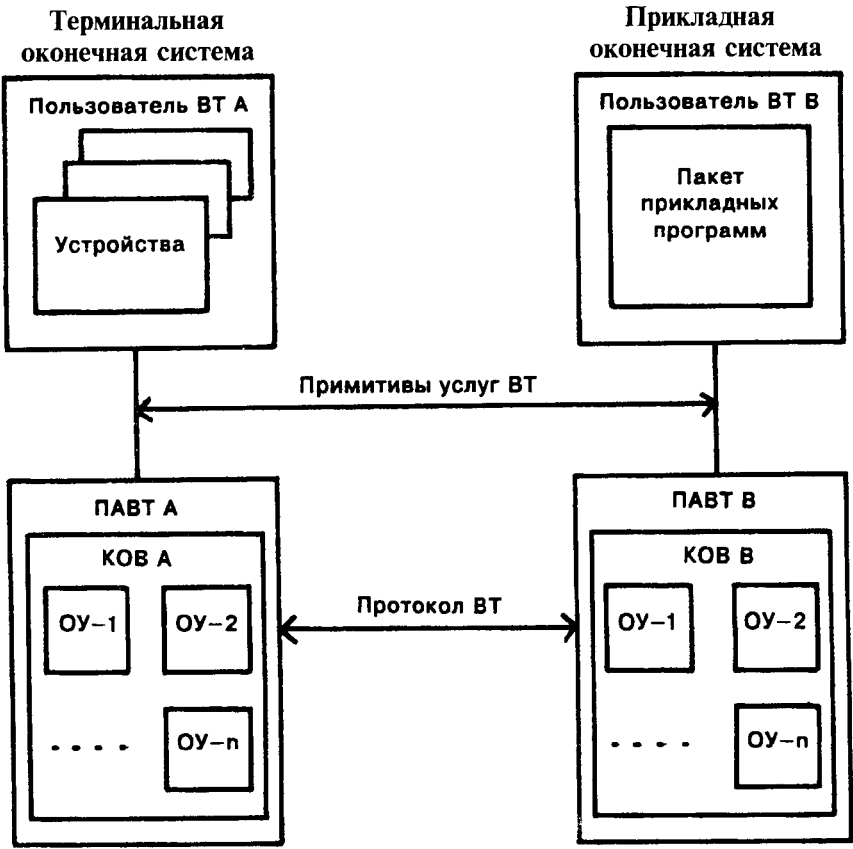 Терминальная
оконечная система
Прикладная
оконечная система
Пользователь ВТ А
Устройства
Пользователь ВТ В
Пакет
прикладных
программ
Примитивы услуг ВТ
ПАВТ А
КОВ А
ОУ–1
ОУ–2
. . . .
ОУ–n
Протокол ВТ
ПАВТ В
КОВ В
ОУ–1
ОУ–2
. . . .
ОУ–n